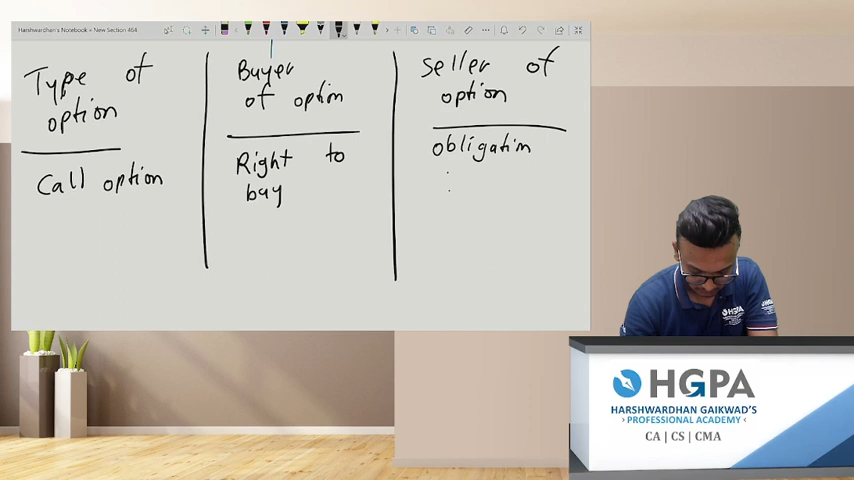 Harshwardhan's Notebook » New Section 464
Type of
option
Buyer
of option
Seller of
option
Call option
Right to
buy
obligation
HGPA
HGPA
HARSHWARDHAN GAIKWAD'S
PROFESSIONAL ACADEMY
CA | CS | CMA